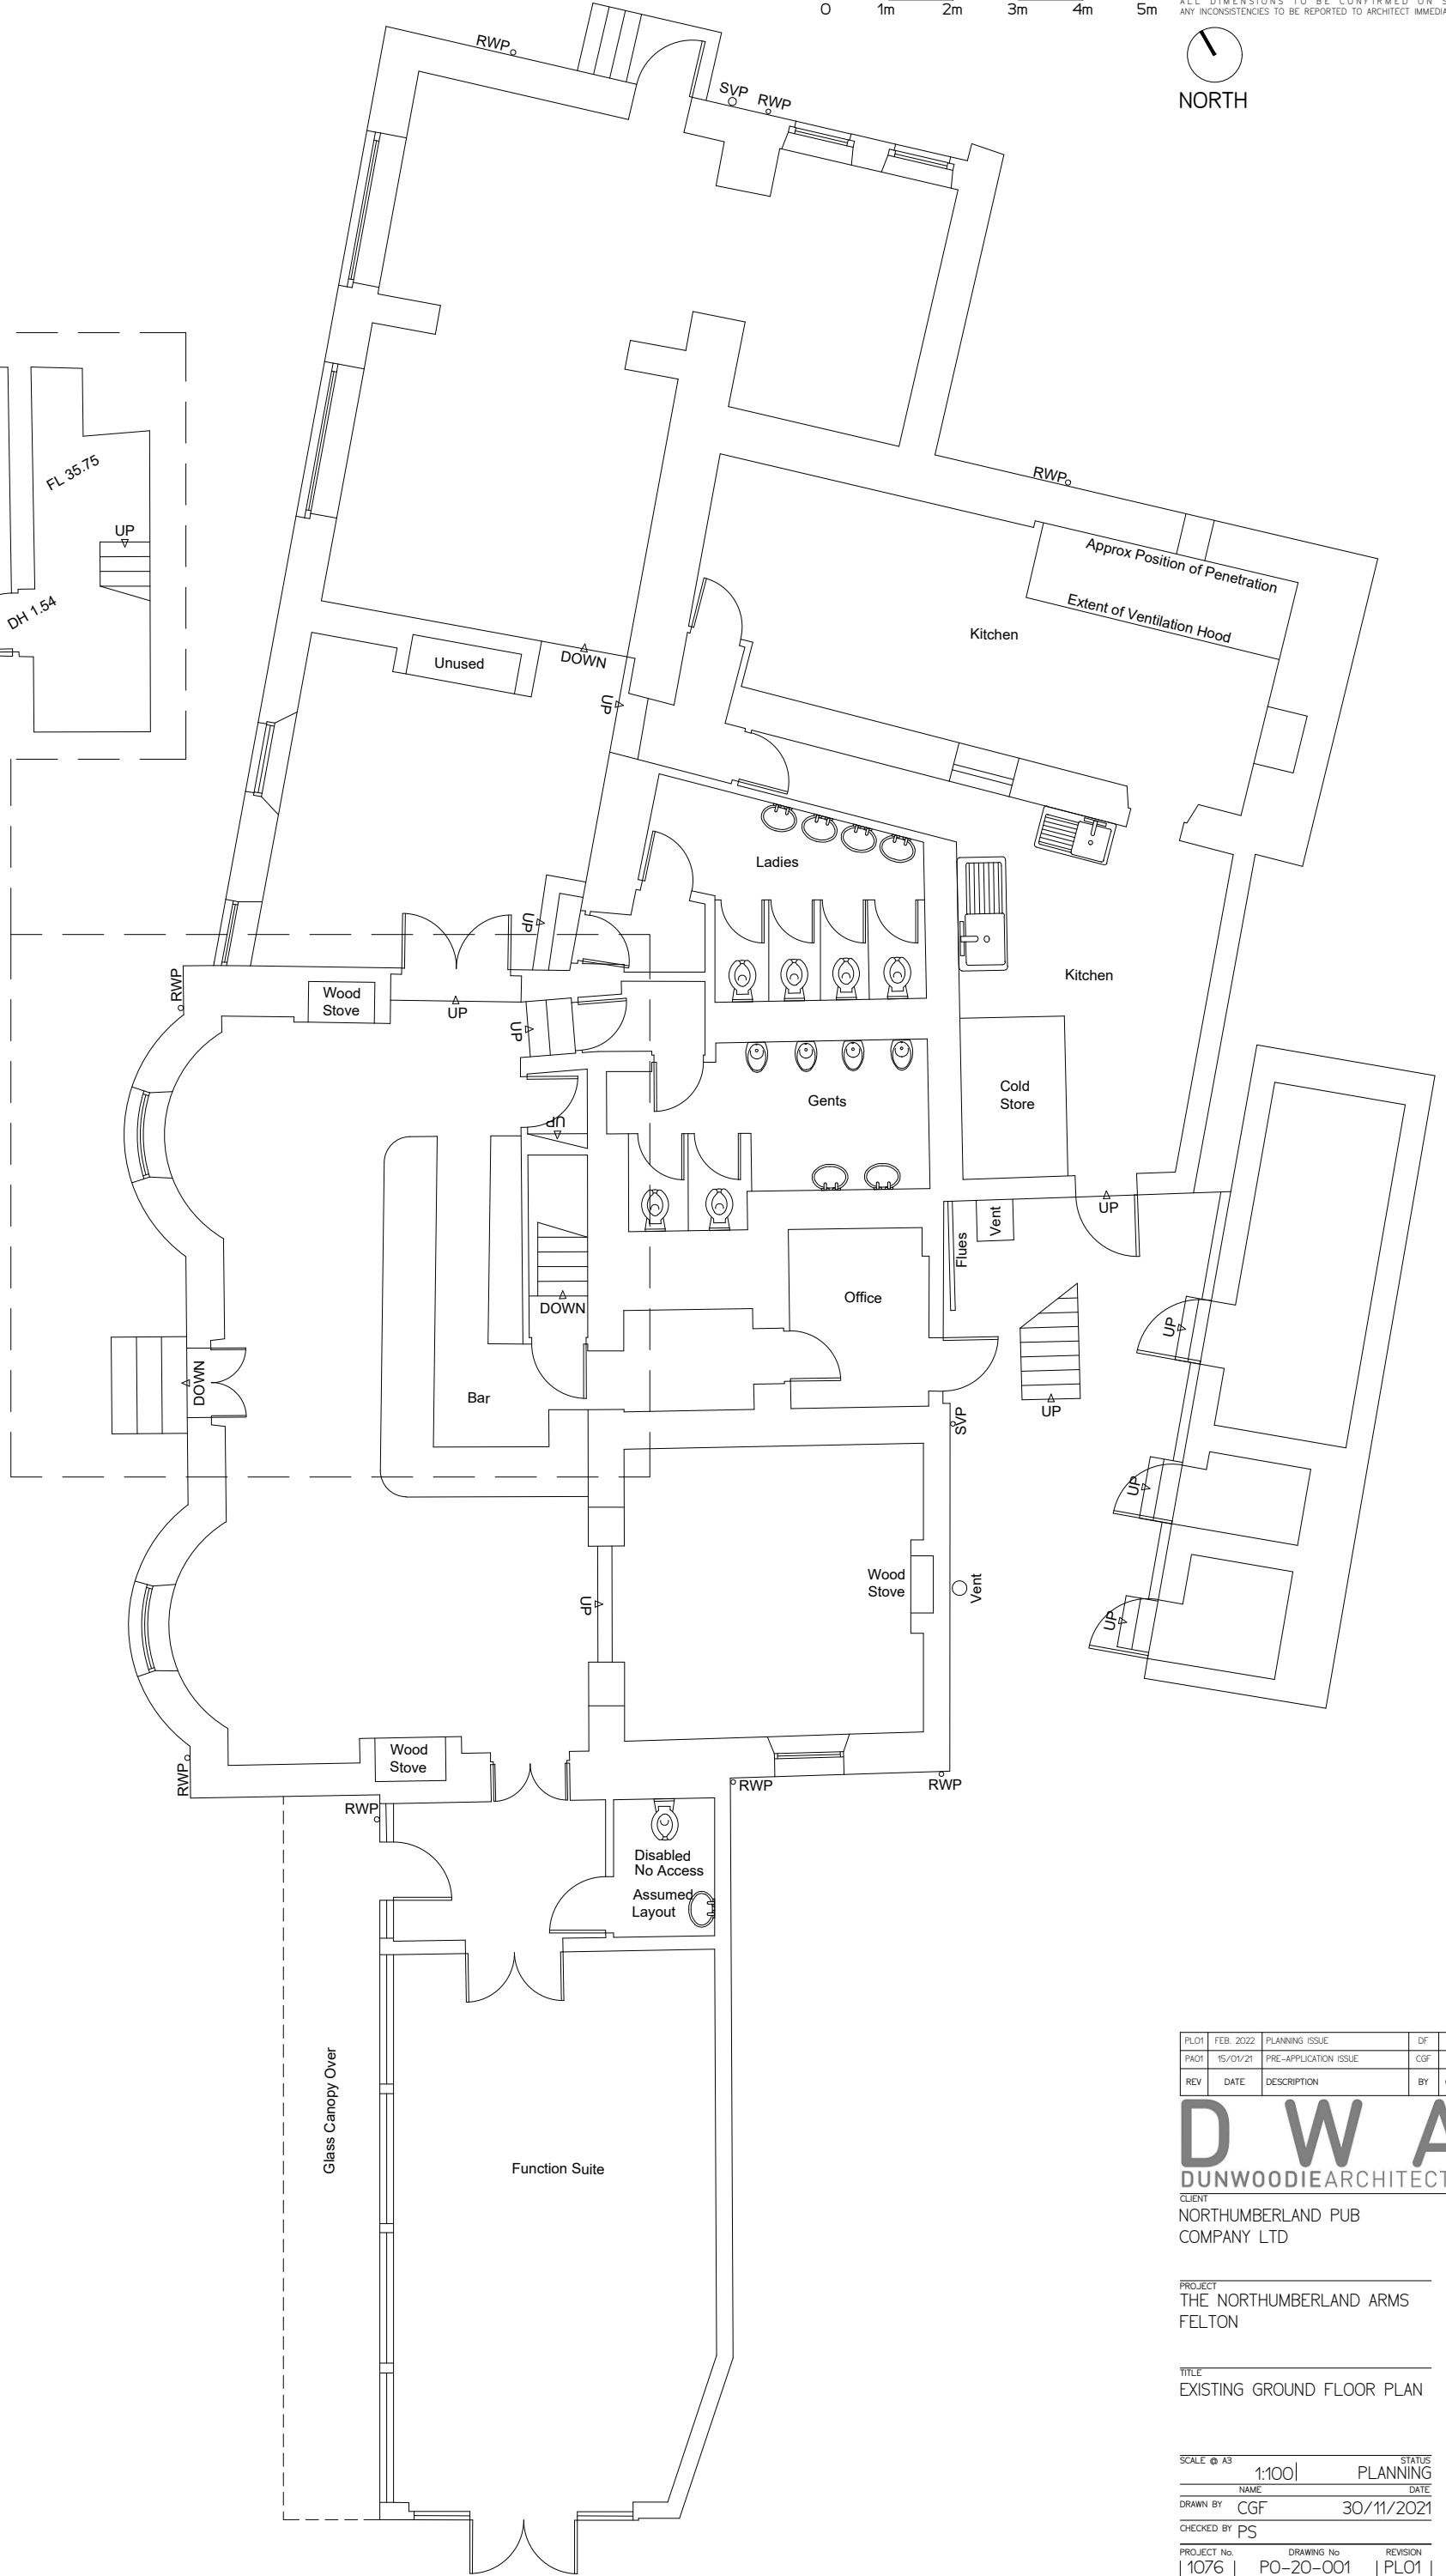 0 1m 2m 3m 4m 5m
ALL DIMENSIONS TO BE CONFIRMED ON
ANY INCONSISTENCIES TO BE REPORTED TO ARCHITECT
NORTH
RWP
SVP
RWP
FL 35.75
UP
DH 1.54
RWP
Approx Position of Penetration
Extent of Ventilation Hood
Kitchen
Unused
DOWN
UP
Ladies
UP
Kitchen
RWP
Wood
Stove
UP
UP
Cold
Store
Gents
UP
UP
Flues
Vent
Office
DOWN
UP
DOWN
Bar
UP
SVP
UP
Wood
Stove
Vent
UP
UP
Wood
Stove
RWP
RWP
RWP
RWP
Disabled
No Access
Assumed
Layout
Glass Canopy Over
Function Suite
PL01 FEB. 2022 PLANNING ISSUE DF
PA01 15/01/21 PRE-APPLICATION ISSUE CGF
REV DATE DESCRIPTION BY
D W A
DUNWOODIEARCHITECT
CLIENT
NORTHUMBERLAND PUB
COMPANY LTD
PROJECT
THE NORTHUMBERLAND ARMS
FELTON
TITLE
EXISTING GROUND FLOOR PLAN
SCALE @ A3 STATUS
1:100 PLANNING
NAME DATE
DRAWN BY CGF 30/11/2021
CHECKED BY PS
PROJECT No. DRAWING No REVISION
1076 PO-20-001 PL01